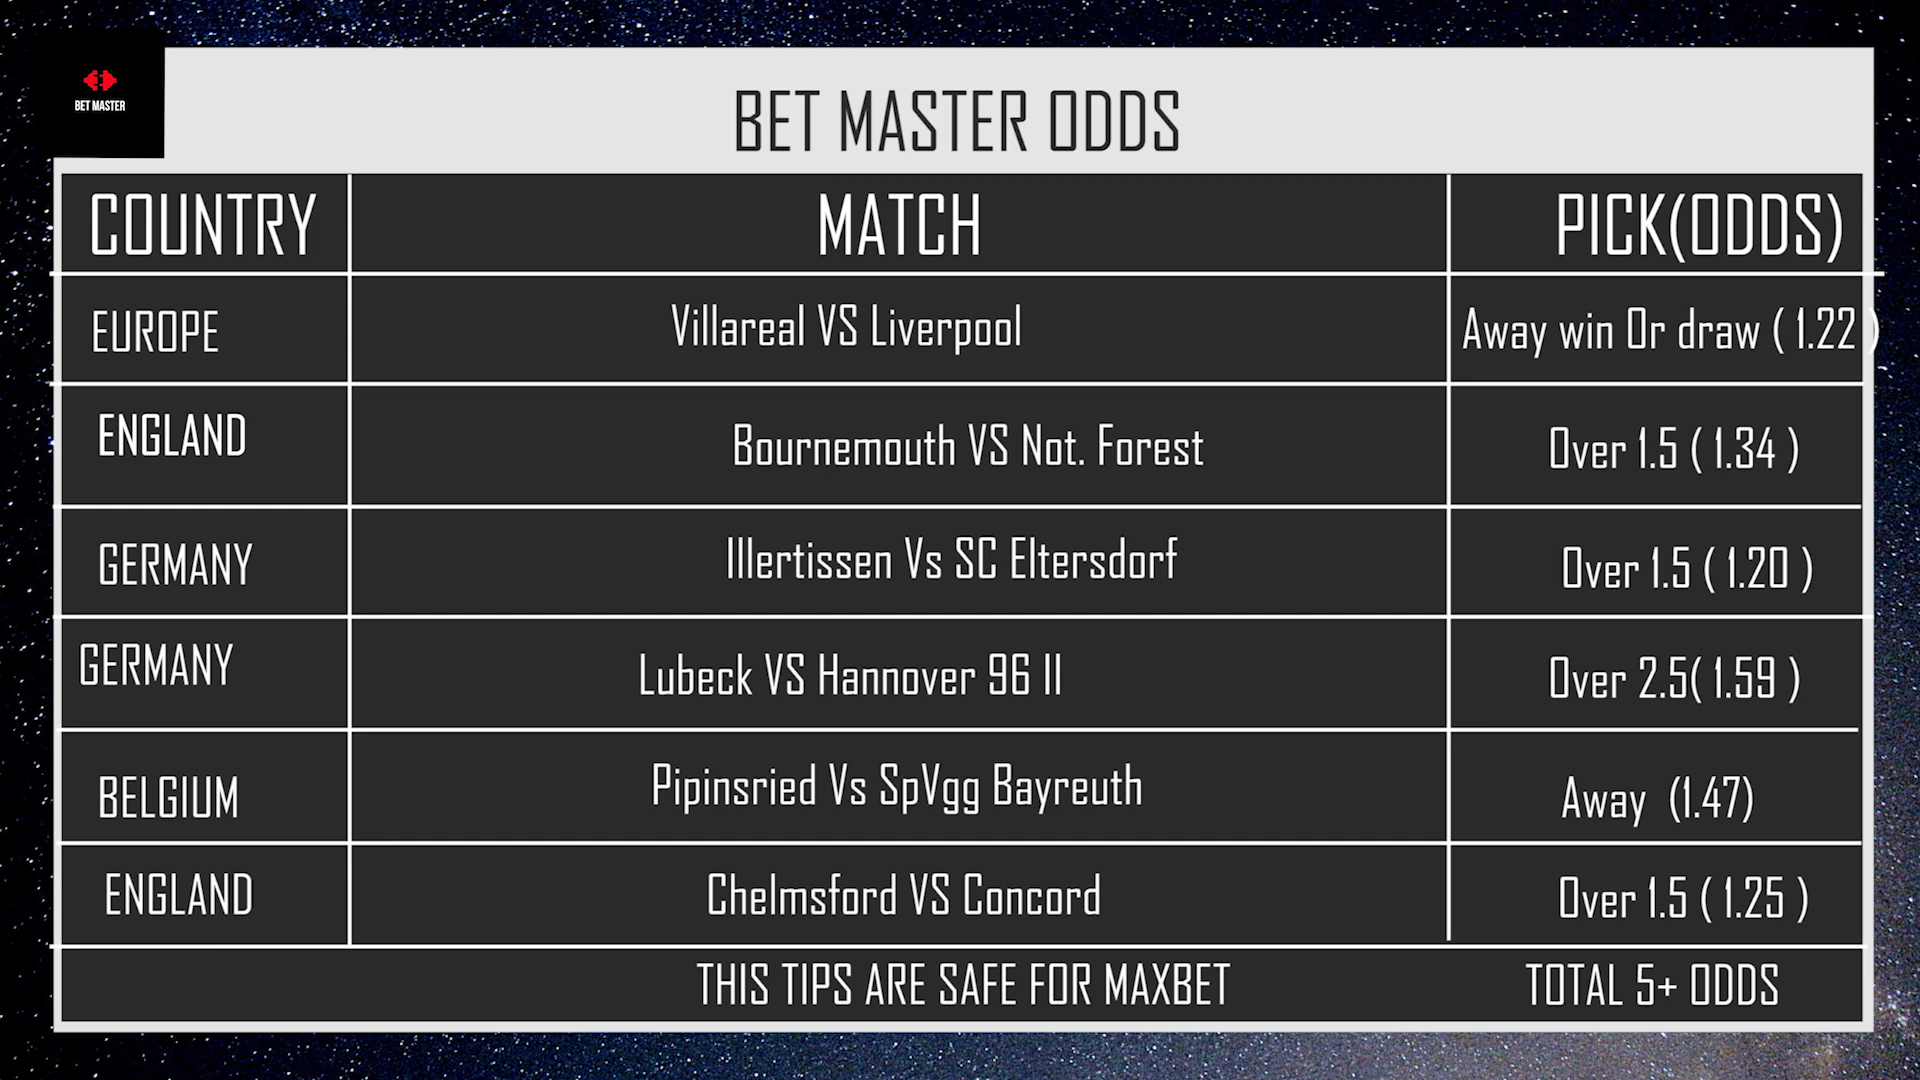 BET MASTER
BET MASTER ODDS
COUNTRY MATCH PICK(ODDS)
EUROPE Villareal VS Liverpool Away win Or draw ( 1.22 )
ENGLAND Bournemouth VS Not. Forest Over 1.5 ( 1.34 )
GERMANY Illertissen Vs SC Eltersdorf Over 1.5 ( 1.20 )
GERMANY Lubeck VS Hannover 96 II Over 2.5( 1.59 )
BELGIUM Pipinsried Vs SpVgg Bayreuth Away (1.47)
ENGLAND Chelmsford VS Concord Over 1.5 ( 1.25 )
THIS TIPS ARE SAFE FOR MAXBET TOTAL 5+ ODDS